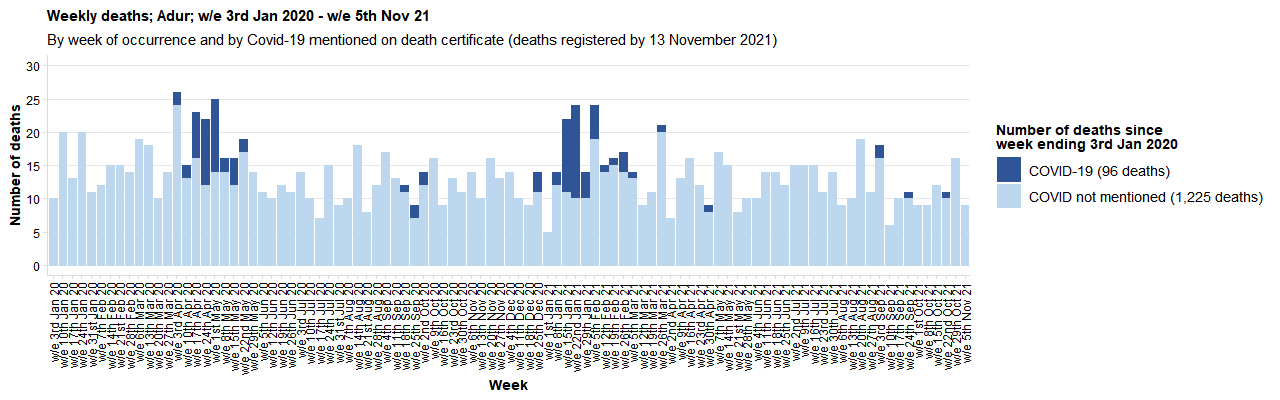 Weekly deaths; Adur; w/e 3rd Jan 2020 - w/e 5th Nov 21
By week of occurrence and by Covid-19 mentioned on death certificate (deaths registered by 13 November 2021)
Number of deaths
30
25
20
15
10
5
0
w/e 3rd Jan 20
w/e 10th Jan 20
w/e 17th Jan 20
w/e 24th Jan 20
w/e 31st Jan 20
w/e 7th Feb 20
w/e 14th Feb 20
w/e 21st Feb 20
w/e 28th Feb 20
w/e 6th Mar 20
w/e 13th Mar 20
w/e 20th Mar 20
w/e 27th Mar 20
w/e 3rd Apr 20
w/e 10th Apr 20
w/e 17th Apr 20
w/e 24th Apr 20
w/e 1st May 20
w/e 8th May 20
w/e 15th May 20
w/e 22nd May 20
w/e 29th May 20
w/e 5th Jun 20
w/e 12th Jun 20
w/e 19th Jun 20
w/e 26th Jun 20
w/e 3rd Jul 20
w/e 10th Jul 20
w/e 17th Jul 20
w/e 24th Jul 20
w/e 31st Jul 20
w/e 7th Aug 20
w/e 14th Aug 20
w/e 21st Aug 20
w/e 28th Aug 20
w/e 4th Sep 20
w/e 11th Sep 20
w/e 18th Sep 20
w/e 25th Sep 20
w/e 2nd Oct 20
w/e 9th Oct 20
w/e 16th Oct 20
w/e 23rd Oct 20
w/e 30th Oct 20
w/e 6th Nov 20
w/e 13th Nov 20
w/e 20th Nov 20
w/e 27th Nov 20
w/e 4th Dec 20
w/e 11th Dec 20
w/e 18th Dec 20
w/e 25th Dec 20
w/e 1st Jan 21
w/e 8th Jan 21
w/e 15th Jan 21
w/e 22nd Jan 21
w/e 29th Jan 21
w/e 5th Feb 21
w/e 12th Feb 21
w/e 19th Feb 21
w/e 26th Feb 21
w/e 5th Mar 21
w/e 12th Mar 21
w/e 19th Mar 21
w/e 26th Mar 21
w/e 2nd Apr 21
w/e 9th Apr 21
w/e 16th Apr 21
w/e 23rd Apr 21
w/e 30th Apr 21
w/e 7th May 21
w/e 14th May 21
w/e 21st May 21
w/e 28th May 21
w/e 4th Jun 21
w/e 11th Jun 21
w/e 18th Jun 21
w/e 25th Jun 21
w/e 2nd Jul 21
w/e 9th Jul 21
w/e 16th Jul 21
w/e 23rd Jul 21
w/e 30th Jul 21
w/e 6th Aug 21
w/e 13th Aug 21
w/e 20th Aug 21
w/e 27th Aug 21
w/e 3rd Sep 21
w/e 10th Sep 21
w/e 17th Sep 21
w/e 24th Sep 21
w/e 1st Oct 21
w/e 8th Oct 21
w/e 15th Oct 21
w/e 22nd Oct 21
w/e 29th Oct 21
w/e 5th Nov 21
Week
Number of deaths since
week ending 3rd Jan 2020
COVID-19 (96 deaths)
COVID not mentioned (1,225 deaths)